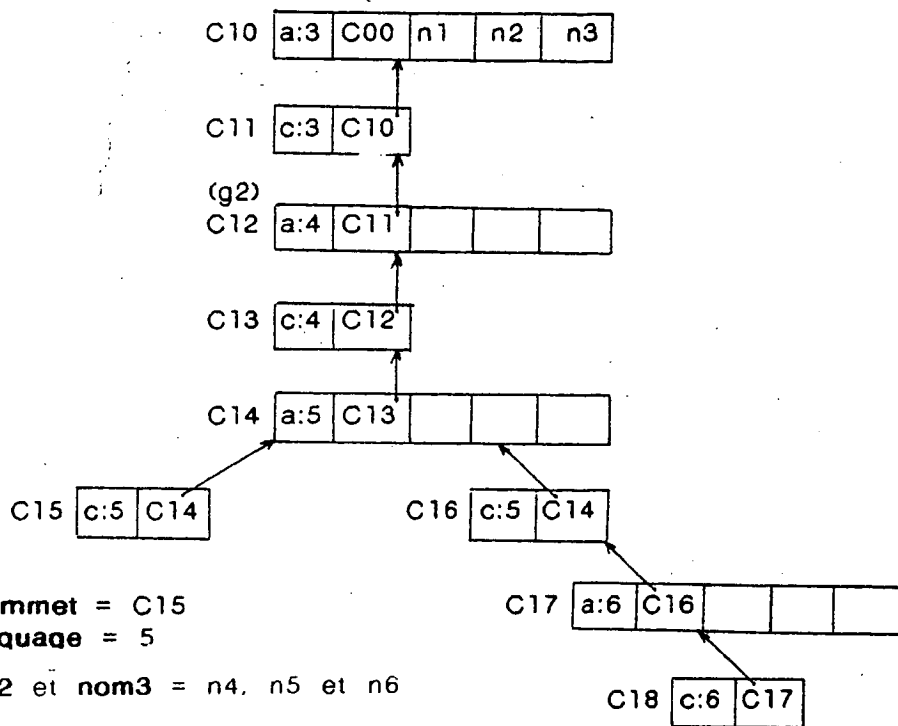 C10 a:3 C00 n1 n2 n3
C11 c:3 C10
(g2)
C12 a:4 C11
C13 c:4 C12
C14 a:5 C13
C15 c:5 C14 C16 c:5 C14
mmet = C15
C17 a:6 C16
quage = 5
2 et nom3 = n4, n5 et n6
C18 c:6 C17